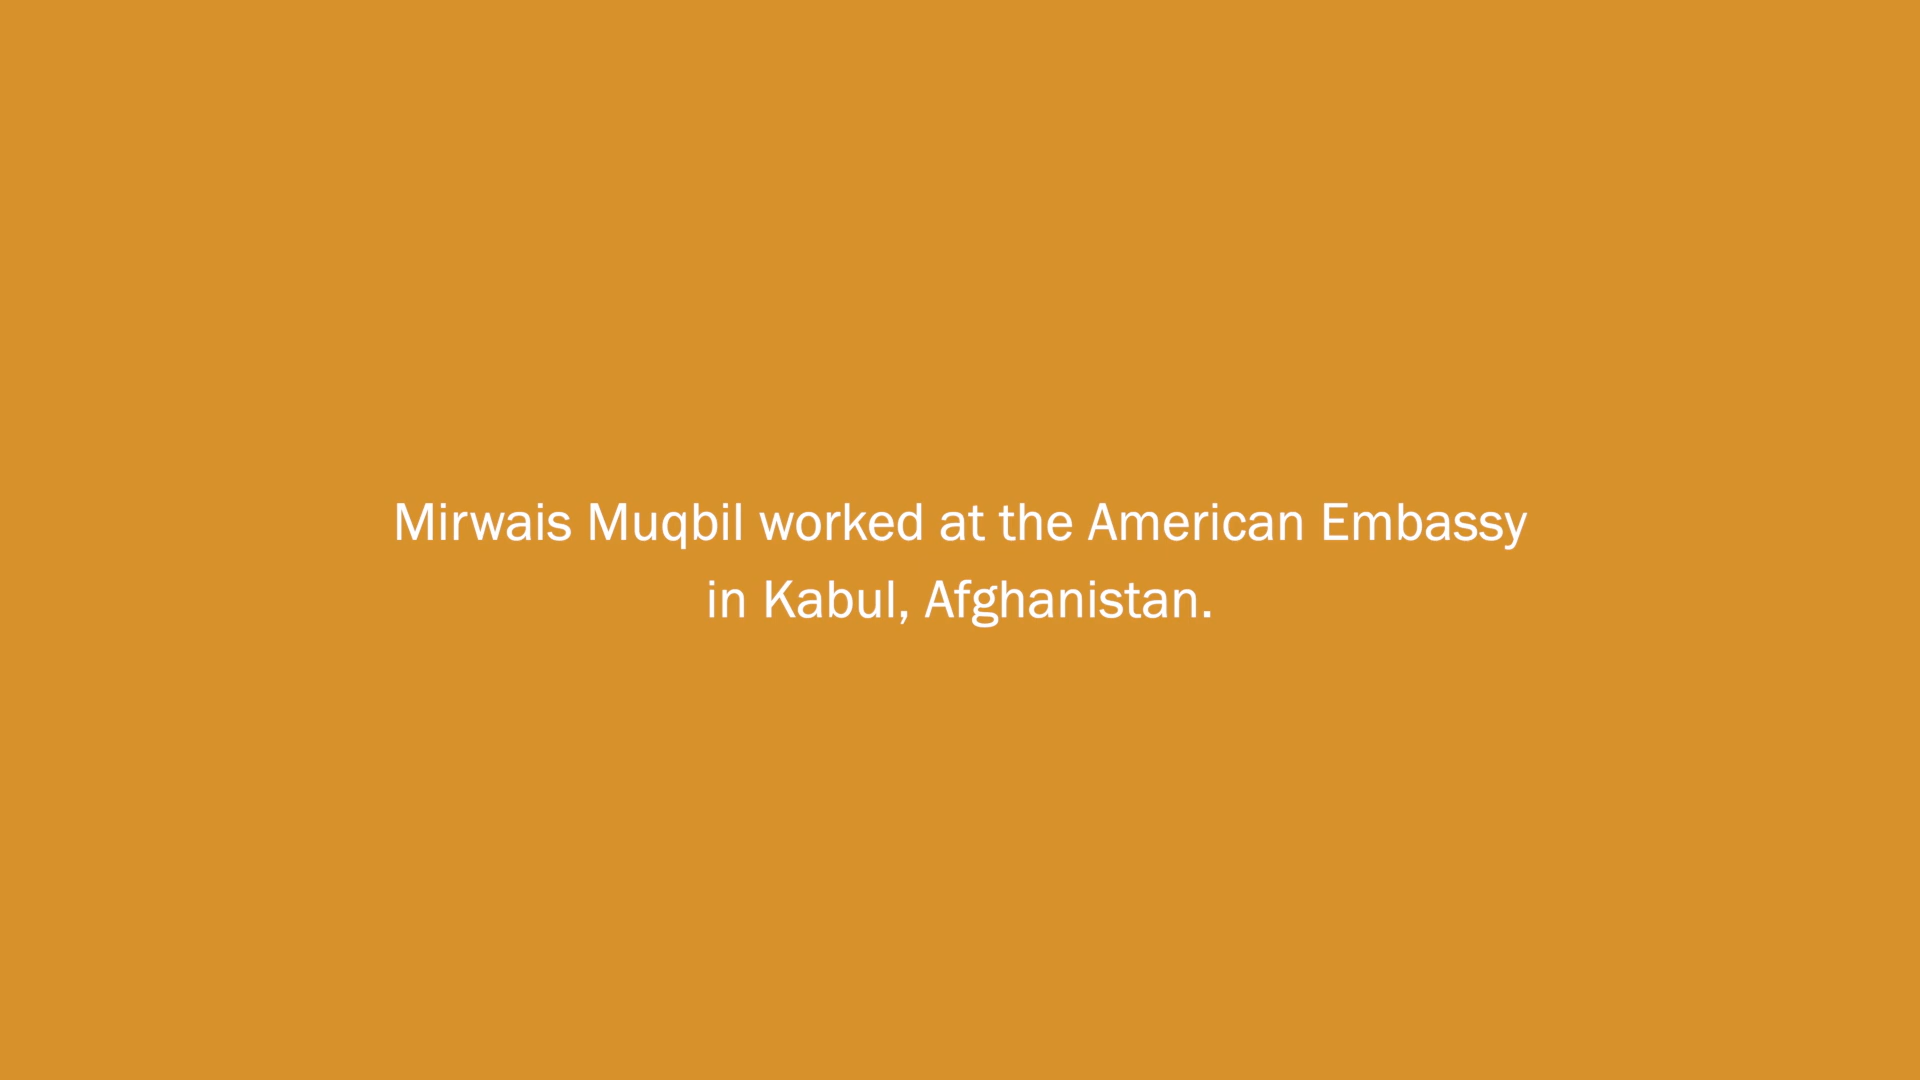 Mirwais Muqbil worked at the American Embassy
in Kabul, Afghanistan.